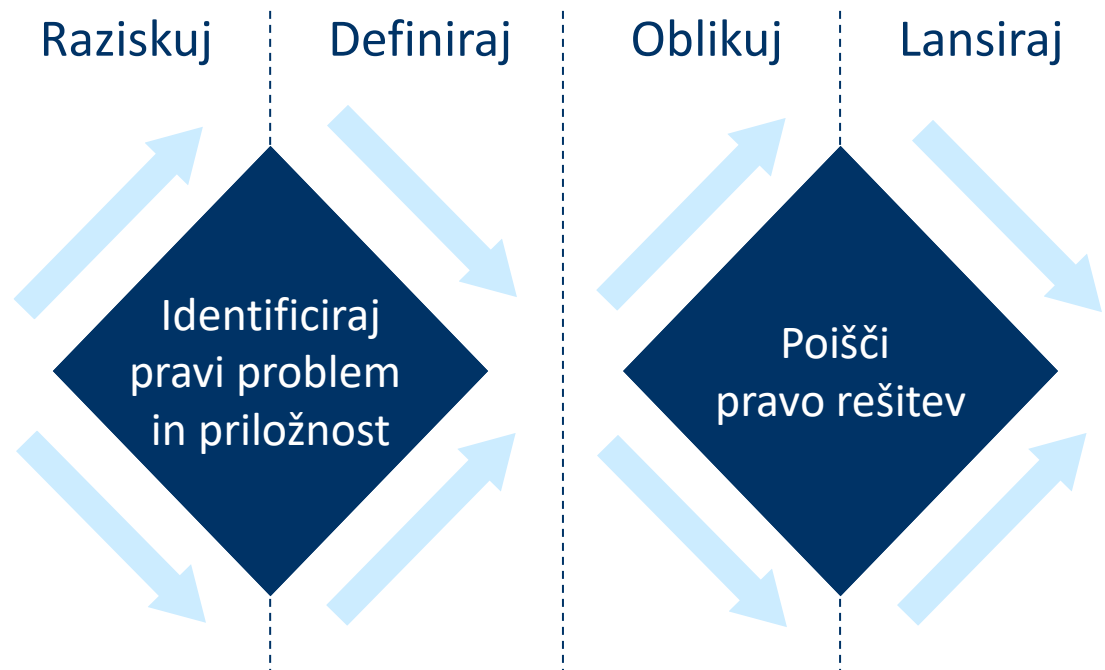 Raziskuj
Definiraj
Oblikuj
Lansiraj
Identificiraj
pravi problem
in priložnost
Poišči
pravo rešitev